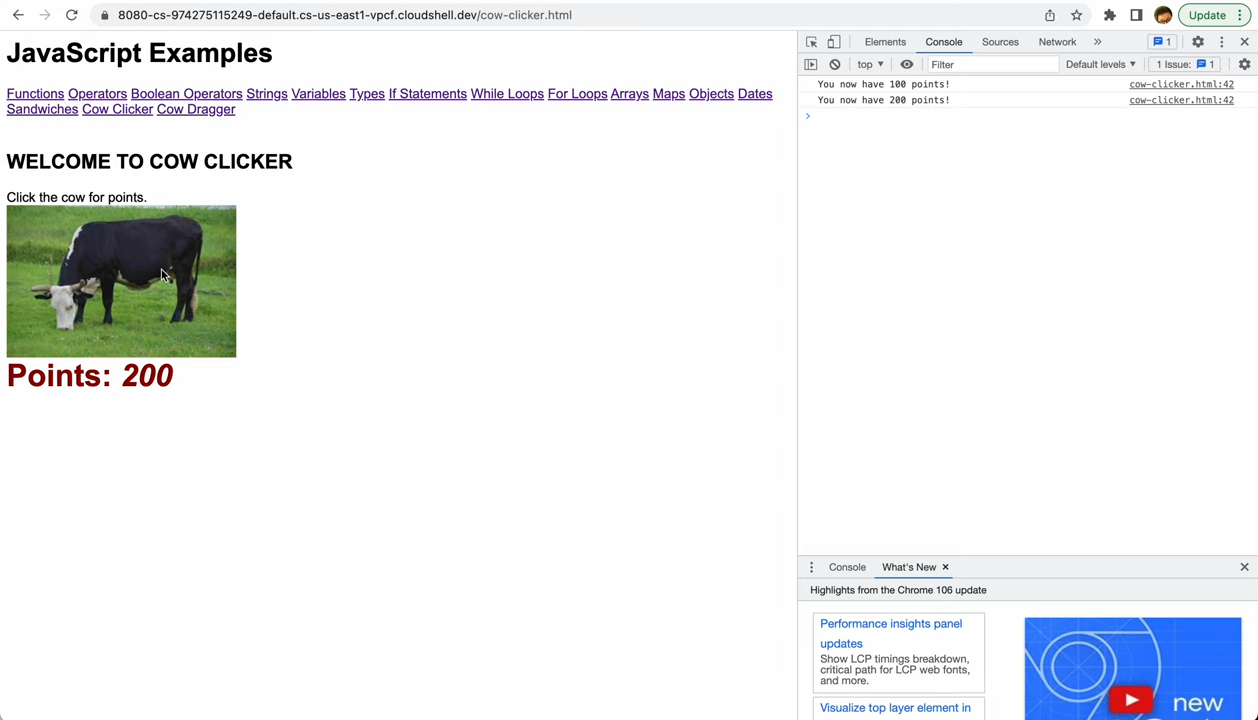 8080-cs-974275115249-default.cs-us-east1-vpcf.cloudshell.dev/cow-clicker.html
Update
JavaScript Examples
Functions Operators Boolean Operators Strings Variables Types If Statements While Loops For Loops Arrays Maps Objects Dates
Sandwiches Cow Clicker Cow Dragger
WELCOME TO COW CLICKER
Click the cow for points.
Points: 200
Elements Console Sources Network » 1
top ▼ Filter Default levels ▼ 1 Issue: 1
You now have 100 points! cow-clicker.html:42
You now have 200 points! cow-clicker.html:42
>
Console What's New ×
Highlights from the Chrome 106 update
Performance insights panel
updates
Show LCP timings breakdown,
critical path for LCP web fonts,
and more.
Visualize top layer element in
new